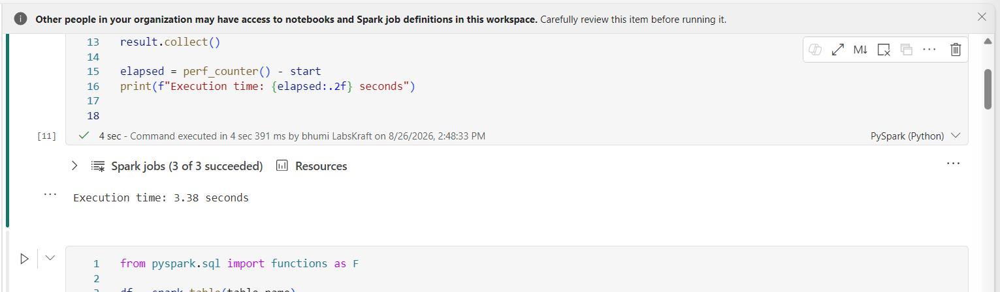 Other people in your organization may have access to notebooks and Spark job definitions in this workspace. Carefully review this item before running it.
13 result.collect()
14
15 elapsed = perf_counter() - start
16 print(f"Execution time: {elapsed:.2f} seconds")
17
18
M↓
[11] 4 sec - Command executed in 4 sec 391 ms by bhumi LabsKraft on 8/26/2026, 2:48:33 PM PySpark (Python)
Spark jobs (3 of 3 succeeded) Resources
Execution time: 3.38 seconds
1 from pyspark.sql import functions as F
2
3 df = spark.table(table_name)